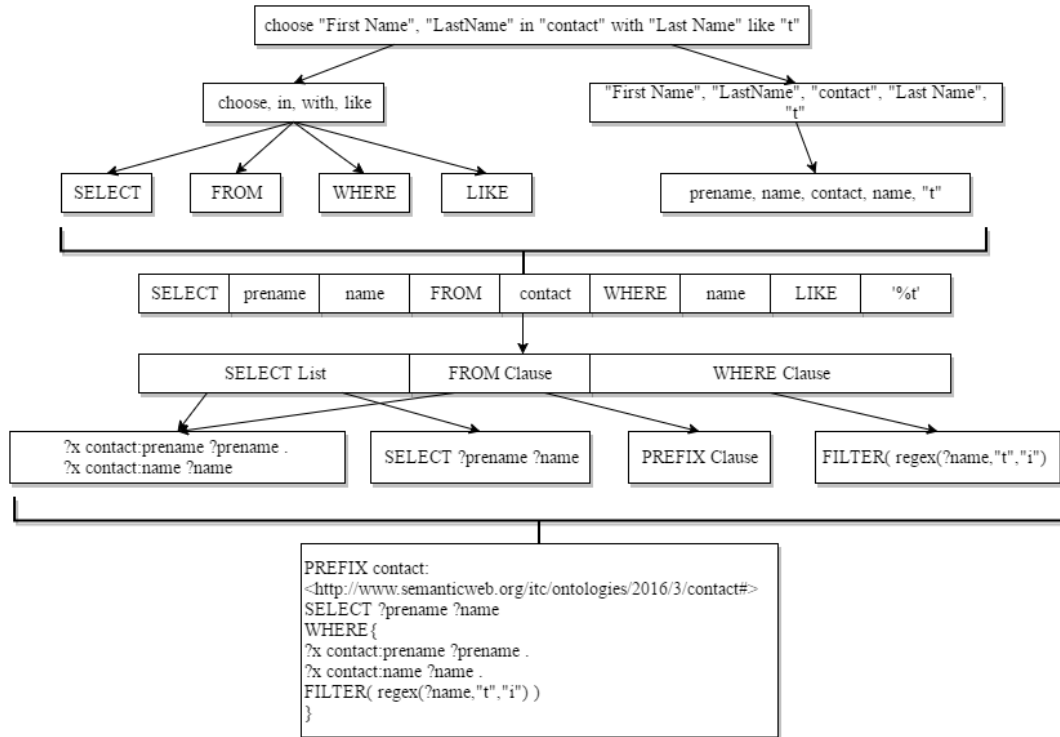 choose "First Name", "LastName" in "contact" with "Last Name" like "t"
choose, in, with, like
"First Name", "LastName", "contact", "Last Name",
"t"
SELECT
FROM
WHERE
LIKE
prename, name, contact, name, "t"
SELECT prename name FROM contact WHERE name LIKE '%t'
SELECT List FROM Clause WHERE Clause
?x contact:prename ?prename .
?x contact:name ?name
SELECT ?prename ?name
PREFIX Clause
FILTER( regex(?name,"t","i")
PREFIX contact:
<http://www.semanticweb.org/itc/ontologies/2016/3/contact#>
SELECT ?prename ?name
WHERE{
?x contact:prename ?prename .
?x contact:name ?name .
FILTER( regex(?name,"t","i") )
}